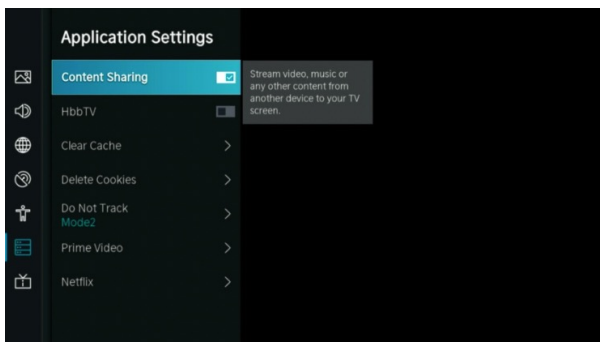 Application Settings
Content Sharing
Stream video, music or
any other content from
another device to your TV
screen.
HbbTV
Clear Cache
Delete Cookies
Do Not Track
Mode2
Prime Video
Netflix